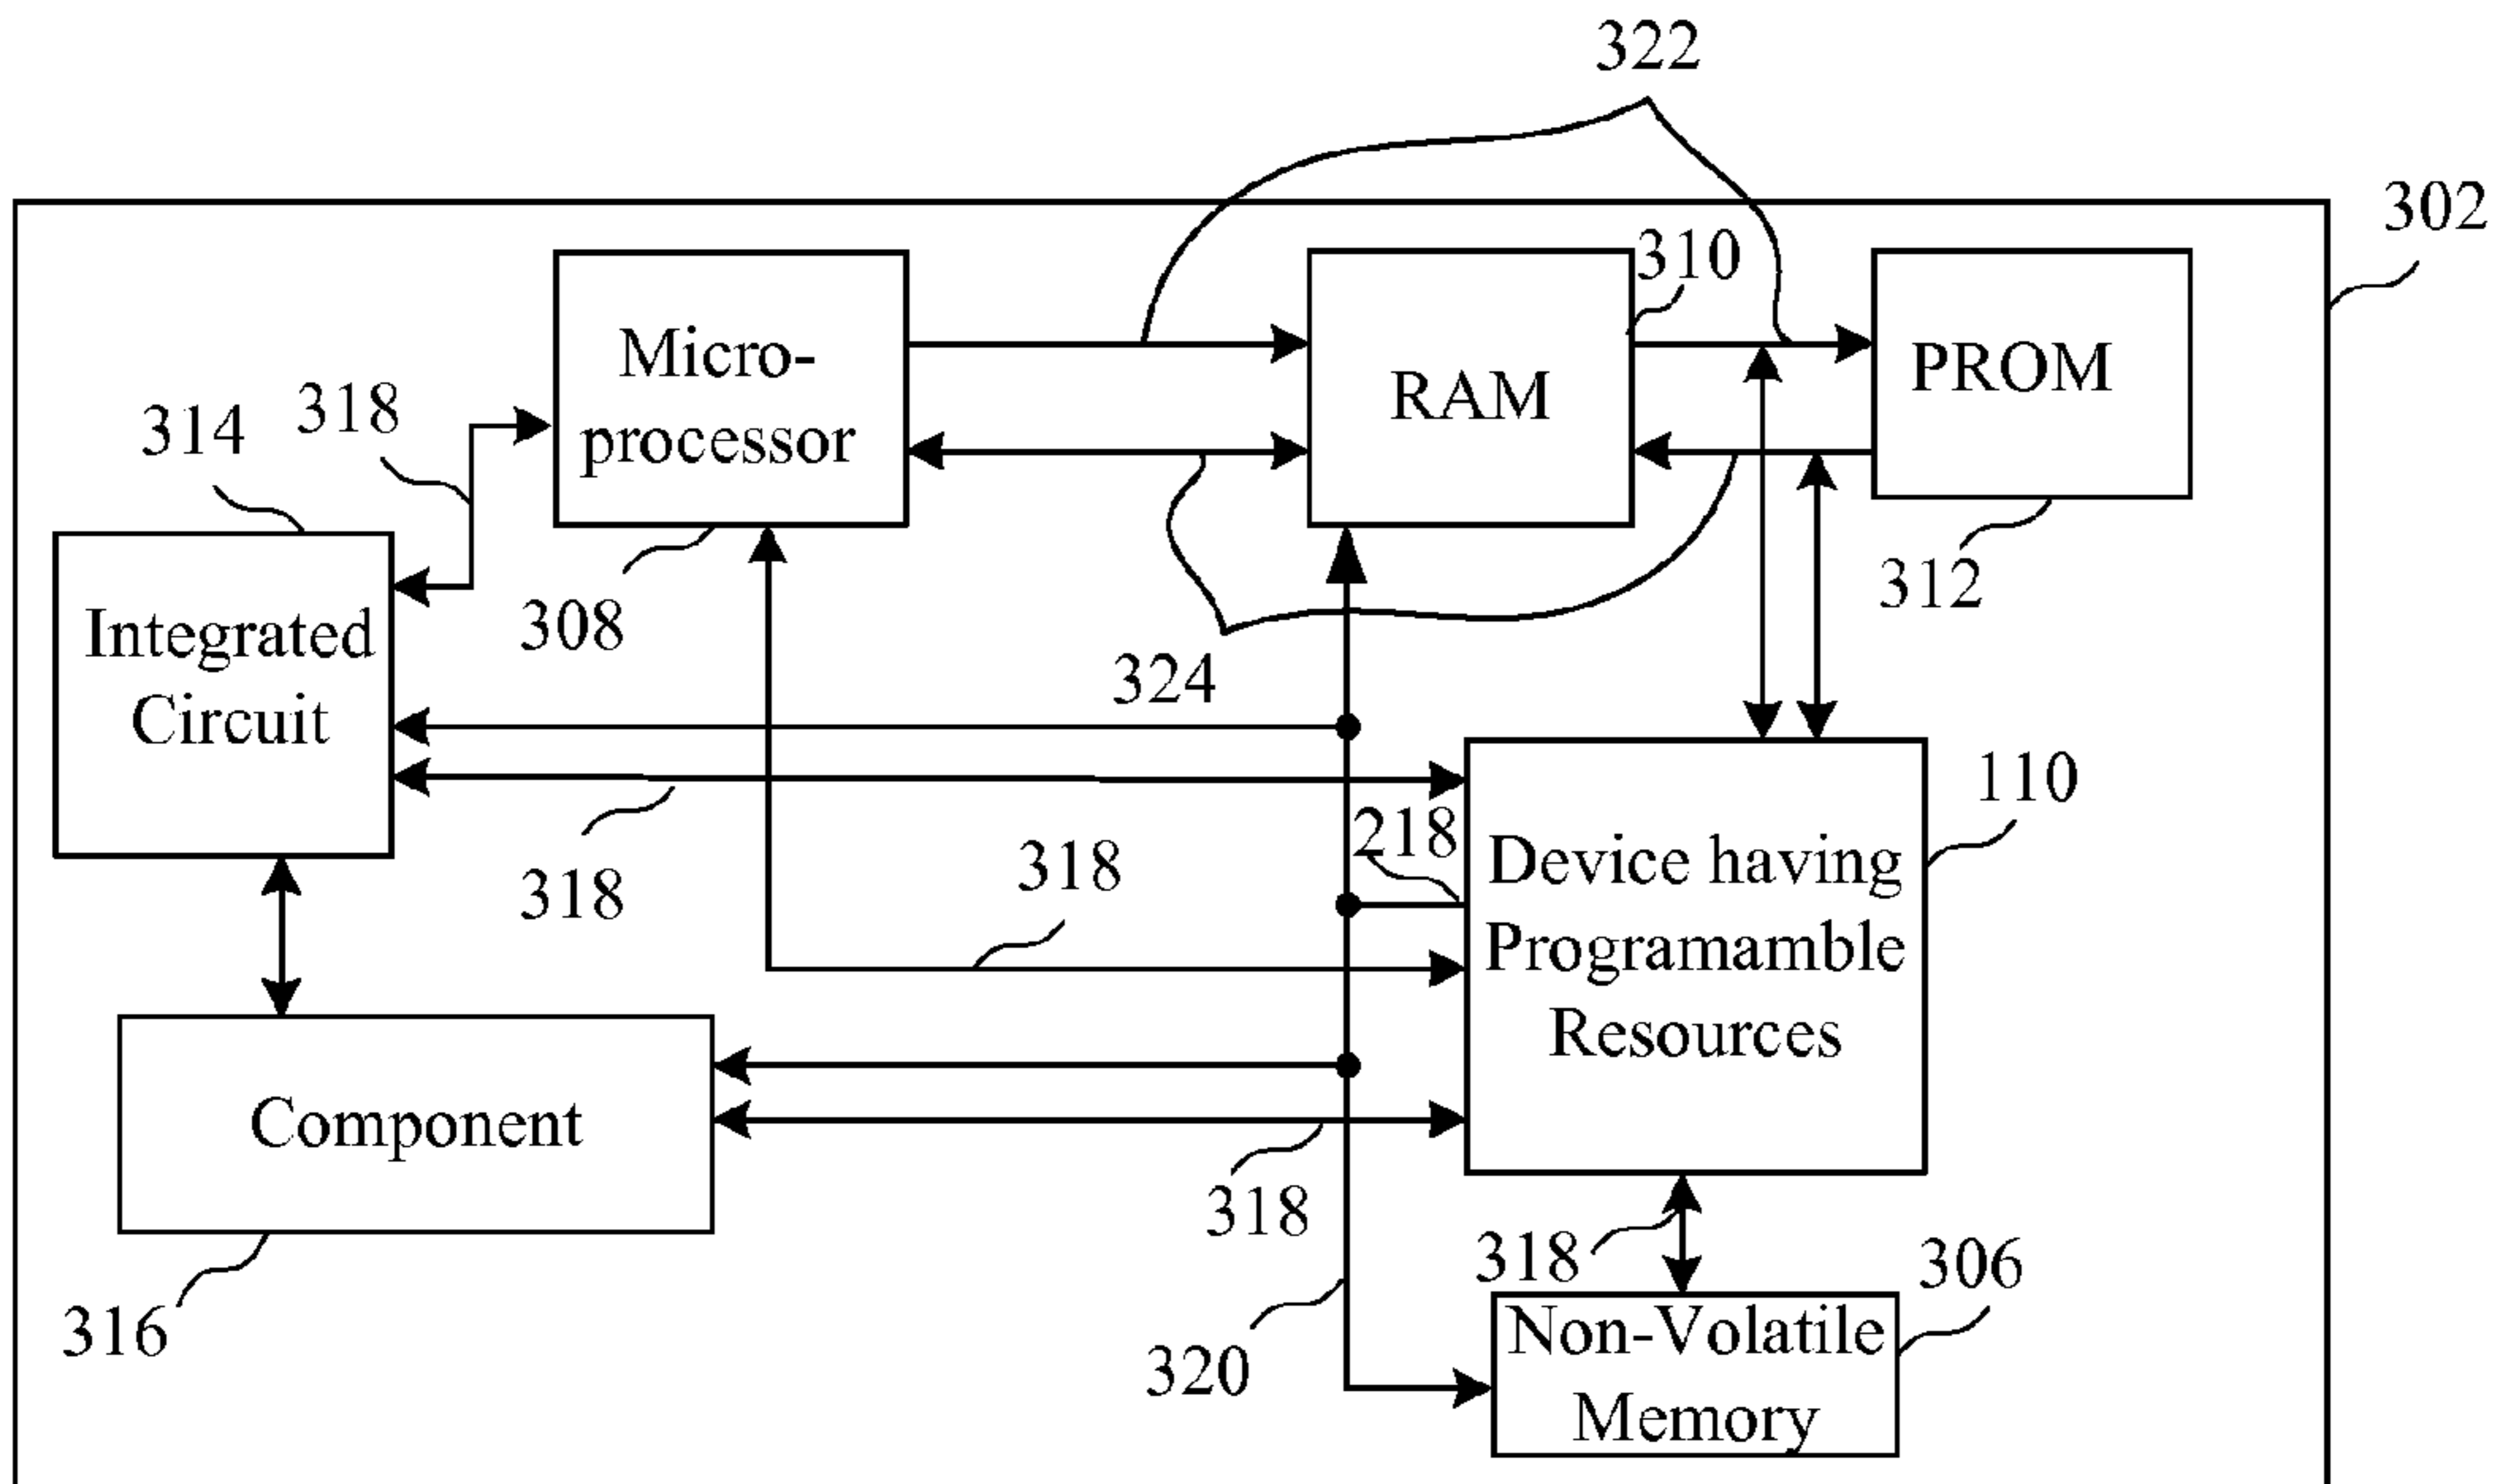 322
302
310
Micro-
processor
RAM
PROM
318
314
308
312
Integrated
Circuit
324
110
218
318
318
Device having
Programamble
Resources
Component
318
318
306
316
320
Non-Volatile
Memory